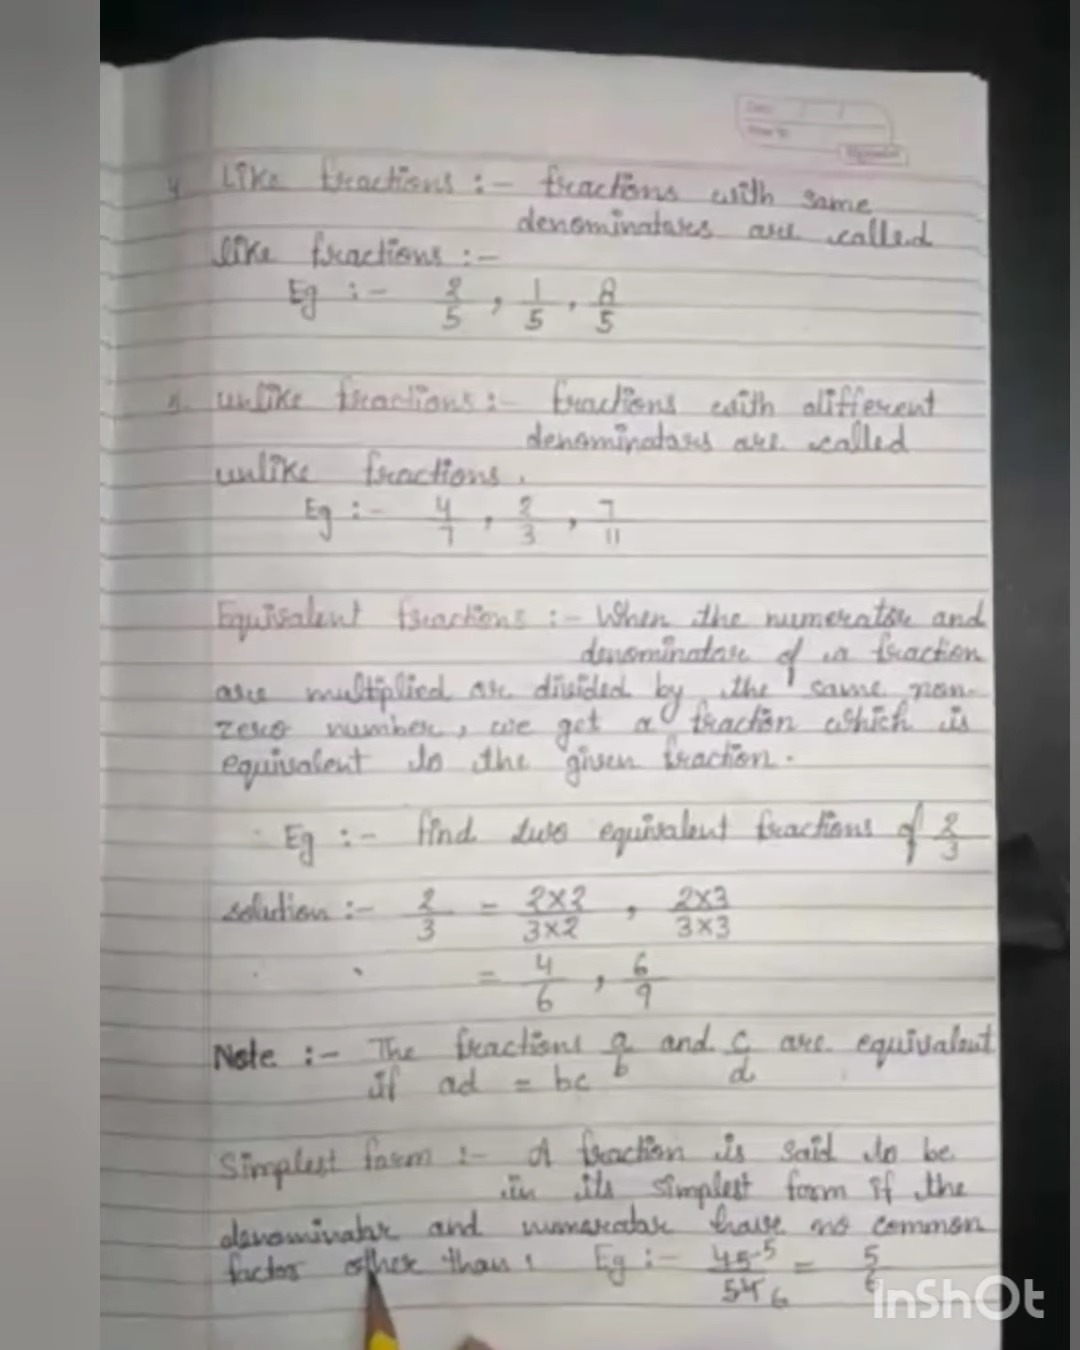 4. Like fractions :- fractions with same
denominators are called
like fractions :-
Eg :- 2/5 , 1/5 , 8/5
5. unlike fractions :- fractions with different
denominators are called
unlike fractions .
Eg :- 4/7 , 2/3 , 7/11
Equivalent fractions :- When the numerator and
denominator of a fraction
are multiplied or divided by the same non-
zero number, we get a fraction which is
equivalent to the given fraction.
Eg :- find two equivalent fractions of 2/3
solution :- 2/3 = 2×2/3×2 , 2×3/3×3
= 4/6 , 6/9
Note :- The fractions a/b and c/d are equivalent
if ad = bc
Simplest form :- A fraction is said to be
in its simplest form if the
denominator and numerator have no common
factor other than 1 Eg :- 45 5/54 6 = 5/6
InShOt